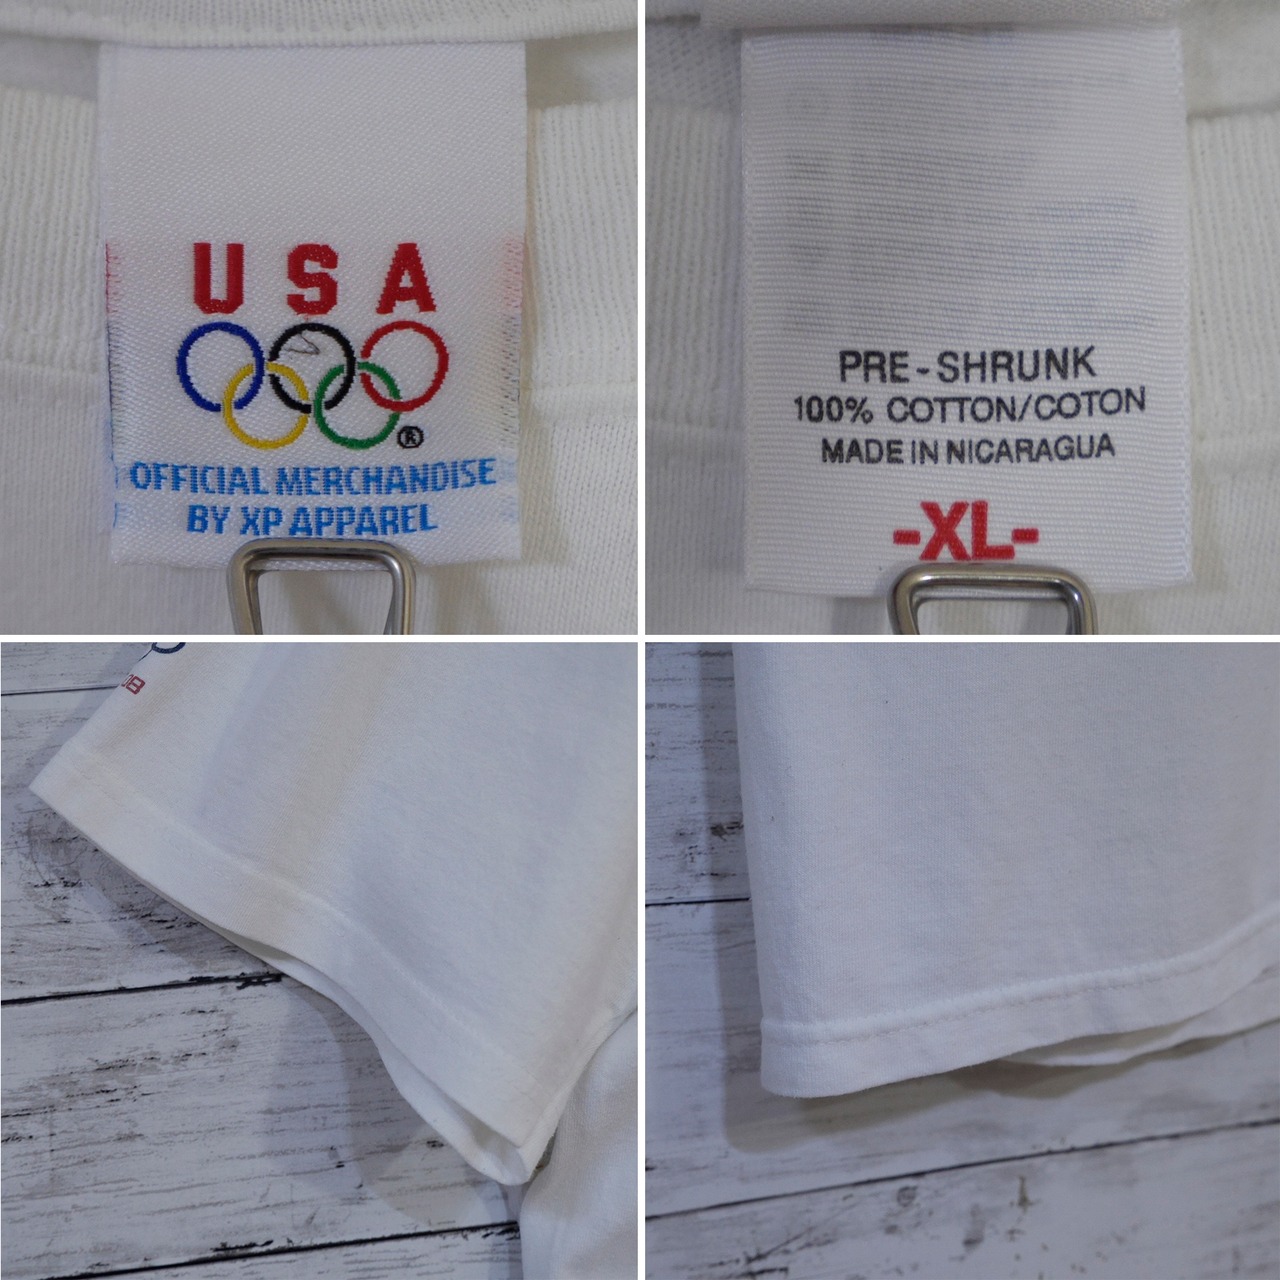 USA
®
OFFICIAL MERCHANDISE
BY XP APPAREL
PRE-SHRUNK
100% COTTON/COTON
MADE IN NICARAGUA
-XL-